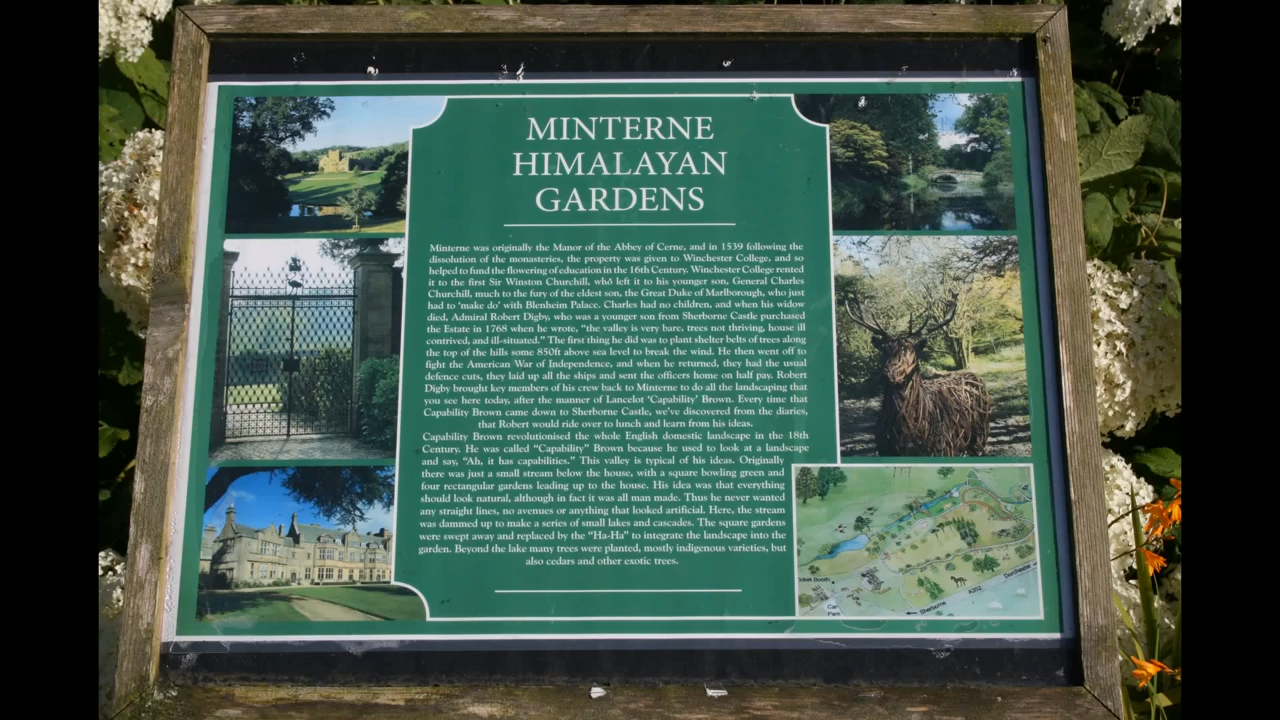 MINTERNE
HIMALAYAN
GARDENS
Minterne was originally the Manor of the Abbey of Cerne, and in 1539 following the
dissolution of the monasteries, the property was given to Winchester College, and so
helped to fund the flowering of education in the 16th Century. Winchester College rented
it to the first Sir Winston Churchill, who left it to his younger son, General Charles
Churchill, much to the fury of the eldest son, the Great Duke of Marlborough, who just
had to 'make do' with Blenheim Palace. Charles had no children, and when his widow
died, Admiral Robert Digby, who was a younger son from Sherborne Castle purchased
the Estate in 1768 when he wrote, "the valley is very bare, trees not thriving, house ill
contrived, and ill-situated." The first thing he did was to plant shelter belts of trees along
the top of the hills some 850ft above sea level to break the wind. He then went off to
fight the American War of Independence, and when he returned, they had the usual
defence cuts, they laid up all the ships and sent the officers home on half pay. Robert
Digby brought key members of his crew back to Minterne to do all the landscaping that
you see here today, after the manner of Lancelot 'Capability' Brown. Every time that
Capability Brown came down to Sherborne Castle, we've discovered from the diaries,
that Robert would ride over to lunch and learn from his ideas.
Capability Brown revolutionised the whole English domestic landscape in the 18th
Century. He was called "Capability" Brown because he used to look at a landscape
and say, "Ah, it has capabilities." This valley is typical of his ideas. Originally
there was just a small stream below the house, with a square bowling green and
four rectangular gardens leading up to the house. His idea was that everything
should look natural, although in fact it was all man made. Thus he never wanted
any straight lines, no avenues or anything that looked artificial. Here, the stream
was dammed up to make a series of small lakes and cascades. The square gardens
were swept away and replaced by the "Ha-Ha" to integrate the landscape into the
garden. Beyond the lake many trees were planted, mostly indigenous varieties, but
also cedars and other exotic trees.
Ticket Booth
Car
Park
Sherborne
A352
Dorchester